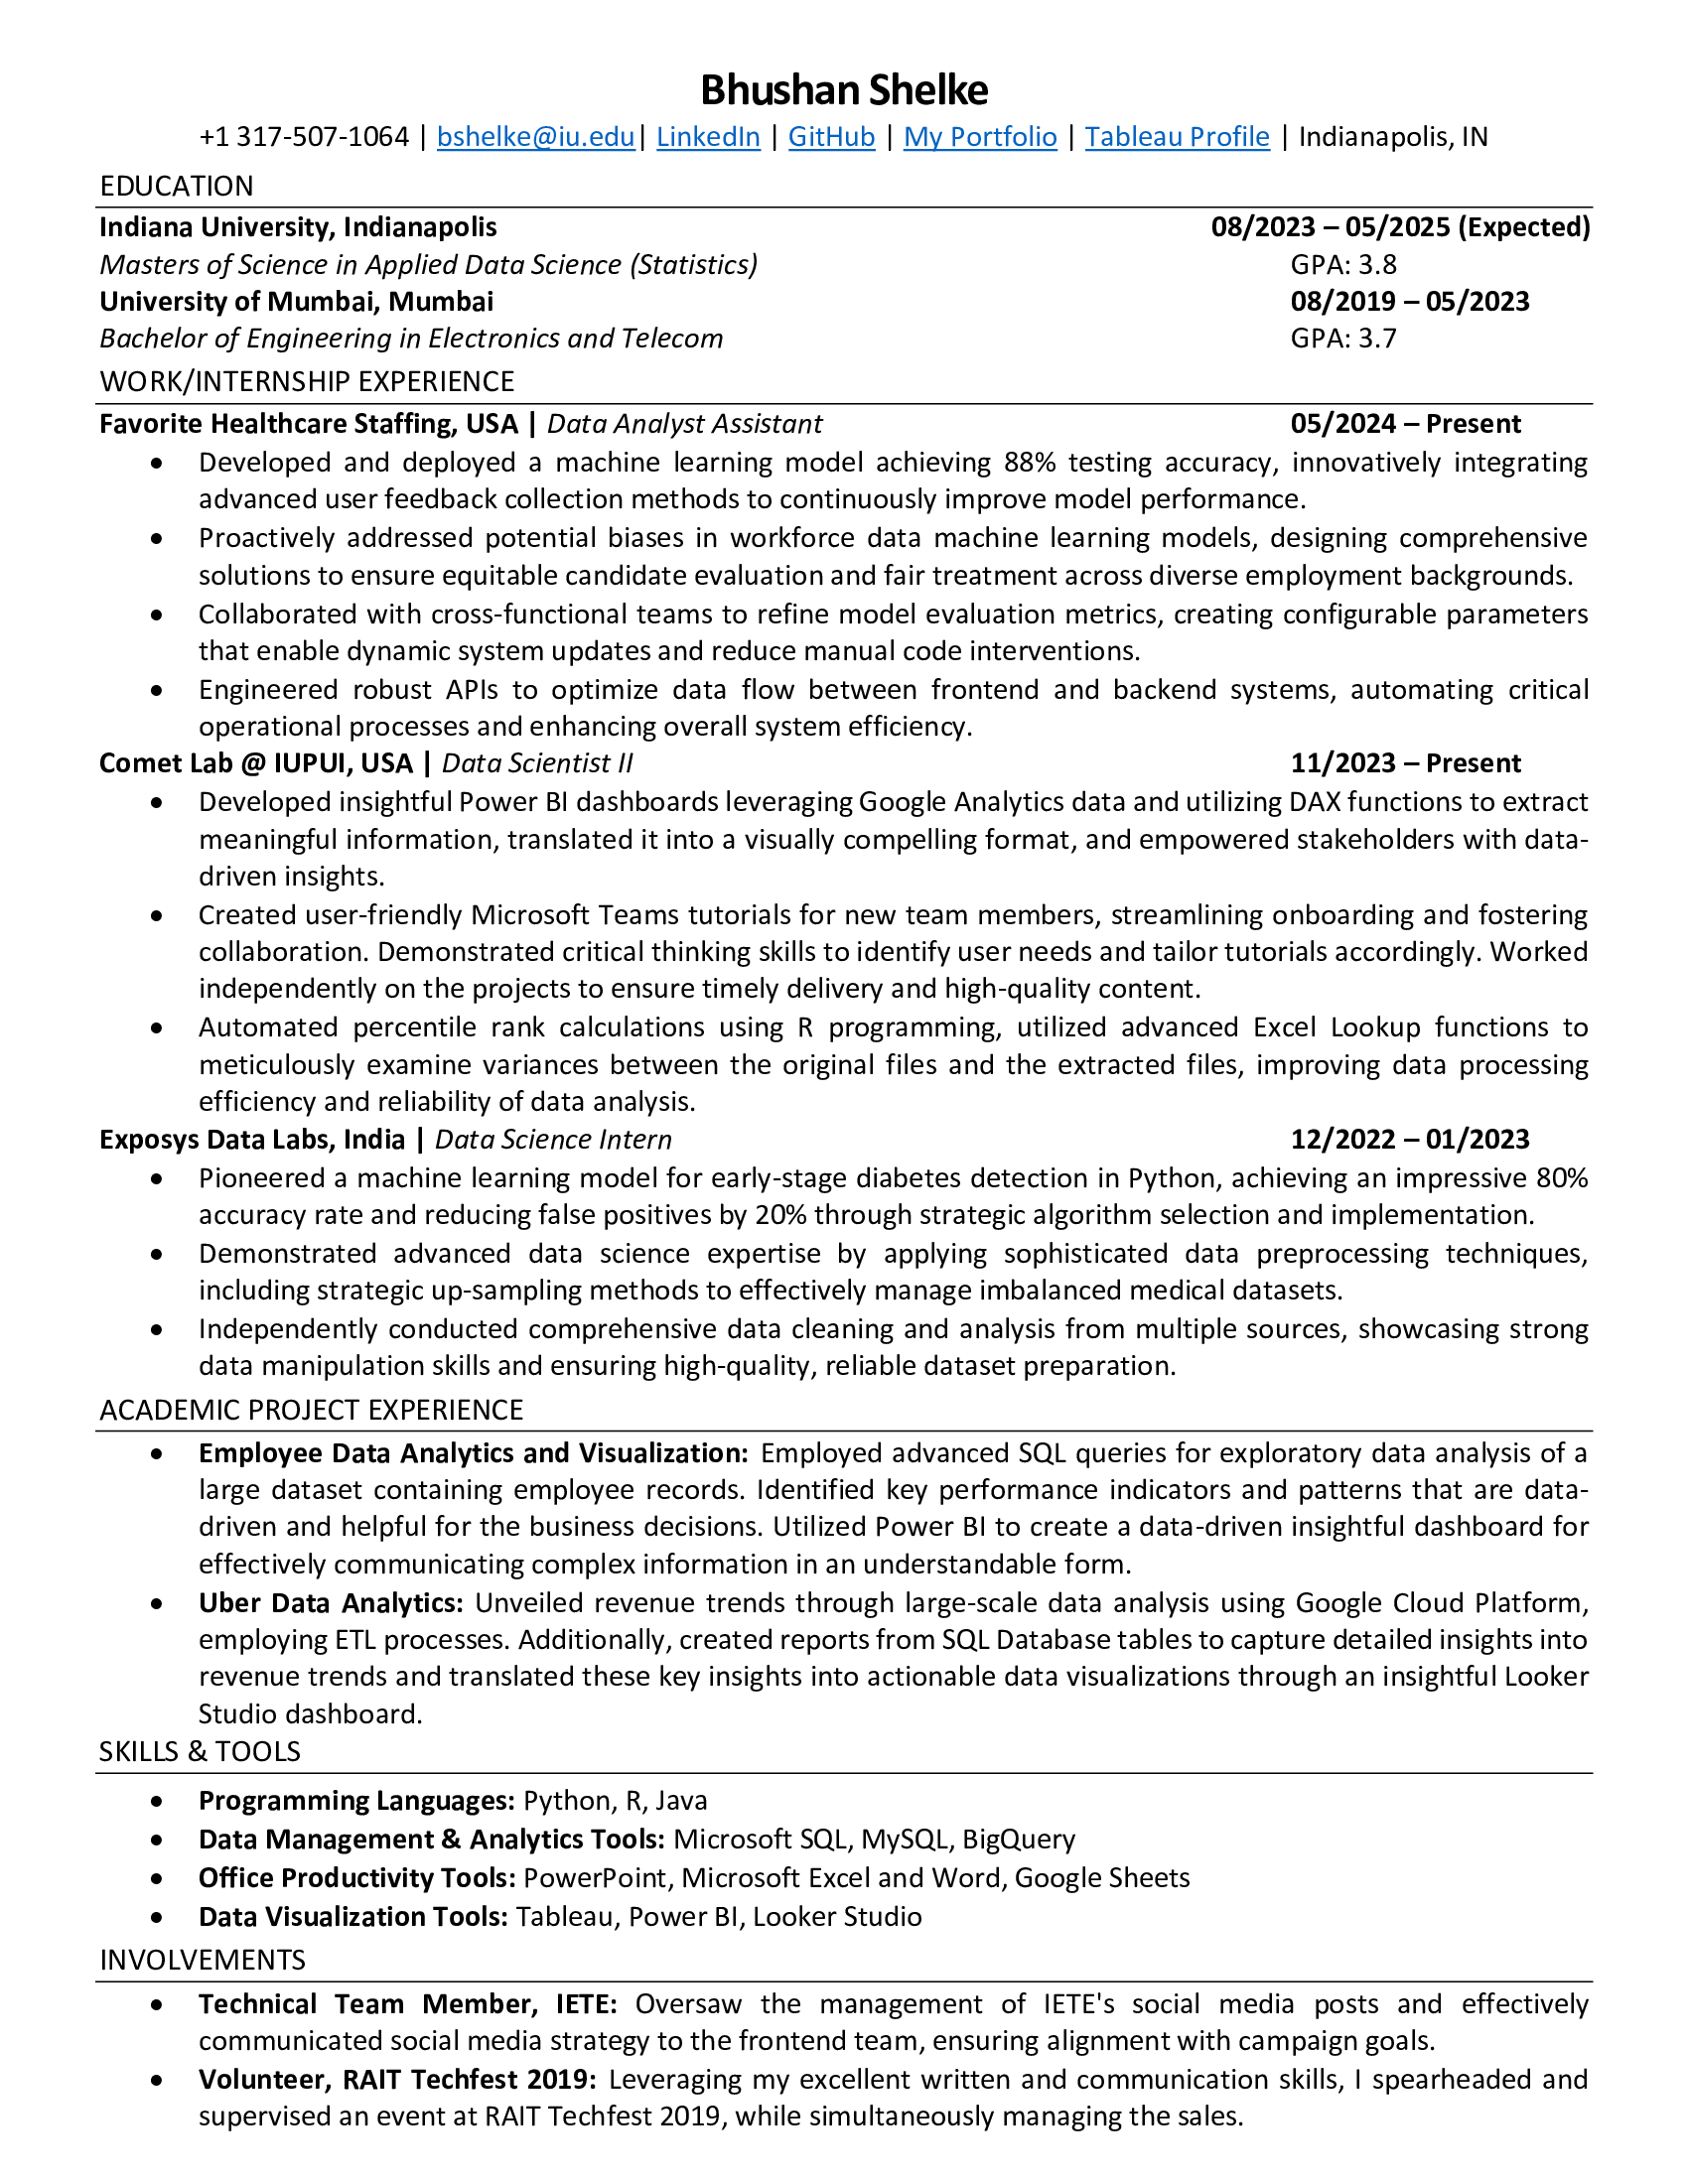 Bhushan Shelke
+1 317-507-1064 | bshelke@iu.edu| LinkedIn | GitHub | My Portfolio | Tableau Profile | Indianapolis, IN
EDUCATION
Indiana University, Indianapolis 08/2023 – 05/2025 (Expected)
Masters of Science in Applied Data Science (Statistics) GPA: 3.8
University of Mumbai, Mumbai 08/2019 – 05/2023
Bachelor of Engineering in Electronics and Telecom GPA: 3.7
WORK/INTERNSHIP EXPERIENCE
Favorite Healthcare Staffing, USA | Data Analyst Assistant 05/2024 – Present
• Developed and deployed a machine learning model achieving 88% testing accuracy, innovatively integrating
advanced user feedback collection methods to continuously improve model performance.
• Proactively addressed potential biases in workforce data machine learning models, designing comprehensive
solutions to ensure equitable candidate evaluation and fair treatment across diverse employment backgrounds.
• Collaborated with cross-functional teams to refine model evaluation metrics, creating configurable parameters
that enable dynamic system updates and reduce manual code interventions.
• Engineered robust APIs to optimize data flow between frontend and backend systems, automating critical
operational processes and enhancing overall system efficiency.
Comet Lab @ IUPUI, USA | Data Scientist II 11/2023 – Present
• Developed insightful Power BI dashboards leveraging Google Analytics data and utilizing DAX functions to extract
meaningful information, translated it into a visually compelling format, and empowered stakeholders with data-
driven insights.
• Created user-friendly Microsoft Teams tutorials for new team members, streamlining onboarding and fostering
collaboration. Demonstrated critical thinking skills to identify user needs and tailor tutorials accordingly. Worked
independently on the projects to ensure timely delivery and high-quality content.
• Automated percentile rank calculations using R programming, utilized advanced Excel Lookup functions to
meticulously examine variances between the original files and the extracted files, improving data processing
efficiency and reliability of data analysis.
Exposys Data Labs, India | Data Science Intern 12/2022 – 01/2023
• Pioneered a machine learning model for early-stage diabetes detection in Python, achieving an impressive 80%
accuracy rate and reducing false positives by 20% through strategic algorithm selection and implementation.
• Demonstrated advanced data science expertise by applying sophisticated data preprocessing techniques,
including strategic up-sampling methods to effectively manage imbalanced medical datasets.
• Independently conducted comprehensive data cleaning and analysis from multiple sources, showcasing strong
data manipulation skills and ensuring high-quality, reliable dataset preparation.
ACADEMIC PROJECT EXPERIENCE
• Employee Data Analytics and Visualization: Employed advanced SQL queries for exploratory data analysis of a
large dataset containing employee records. Identified key performance indicators and patterns that are data-
driven and helpful for the business decisions. Utilized Power BI to create a data-driven insightful dashboard for
effectively communicating complex information in an understandable form.
• Uber Data Analytics: Unveiled revenue trends through large-scale data analysis using Google Cloud Platform,
employing ETL processes. Additionally, created reports from SQL Database tables to capture detailed insights into
revenue trends and translated these key insights into actionable data visualizations through an insightful Looker
Studio dashboard.
SKILLS & TOOLS
• Programming Languages: Python, R, Java
• Data Management & Analytics Tools: Microsoft SQL, MySQL, BigQuery
• Office Productivity Tools: PowerPoint, Microsoft Excel and Word, Google Sheets
• Data Visualization Tools: Tableau, Power BI, Looker Studio
INVOLVEMENTS
• Technical Team Member, IETE: Oversaw the management of IETE's social media posts and effectively
communicated social media strategy to the frontend team, ensuring alignment with campaign goals.
• Volunteer, RAIT Techfest 2019: Leveraging my excellent written and communication skills, I spearheaded and
supervised an event at RAIT Techfest 2019, while simultaneously managing the sales.